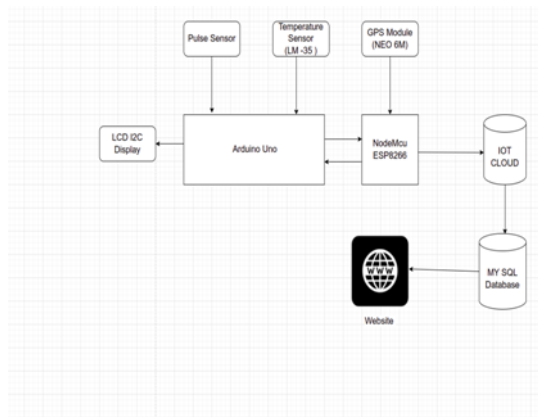 Pulse Sensor
Temperature
Sensor
(LM -35 )
GPS Module
(NEO 6M)
LCD I2C
Display
Arduino Uno
NodeMcu
ESP8266
IOT
CLOUD
WWW
MY SQL
Database
Website